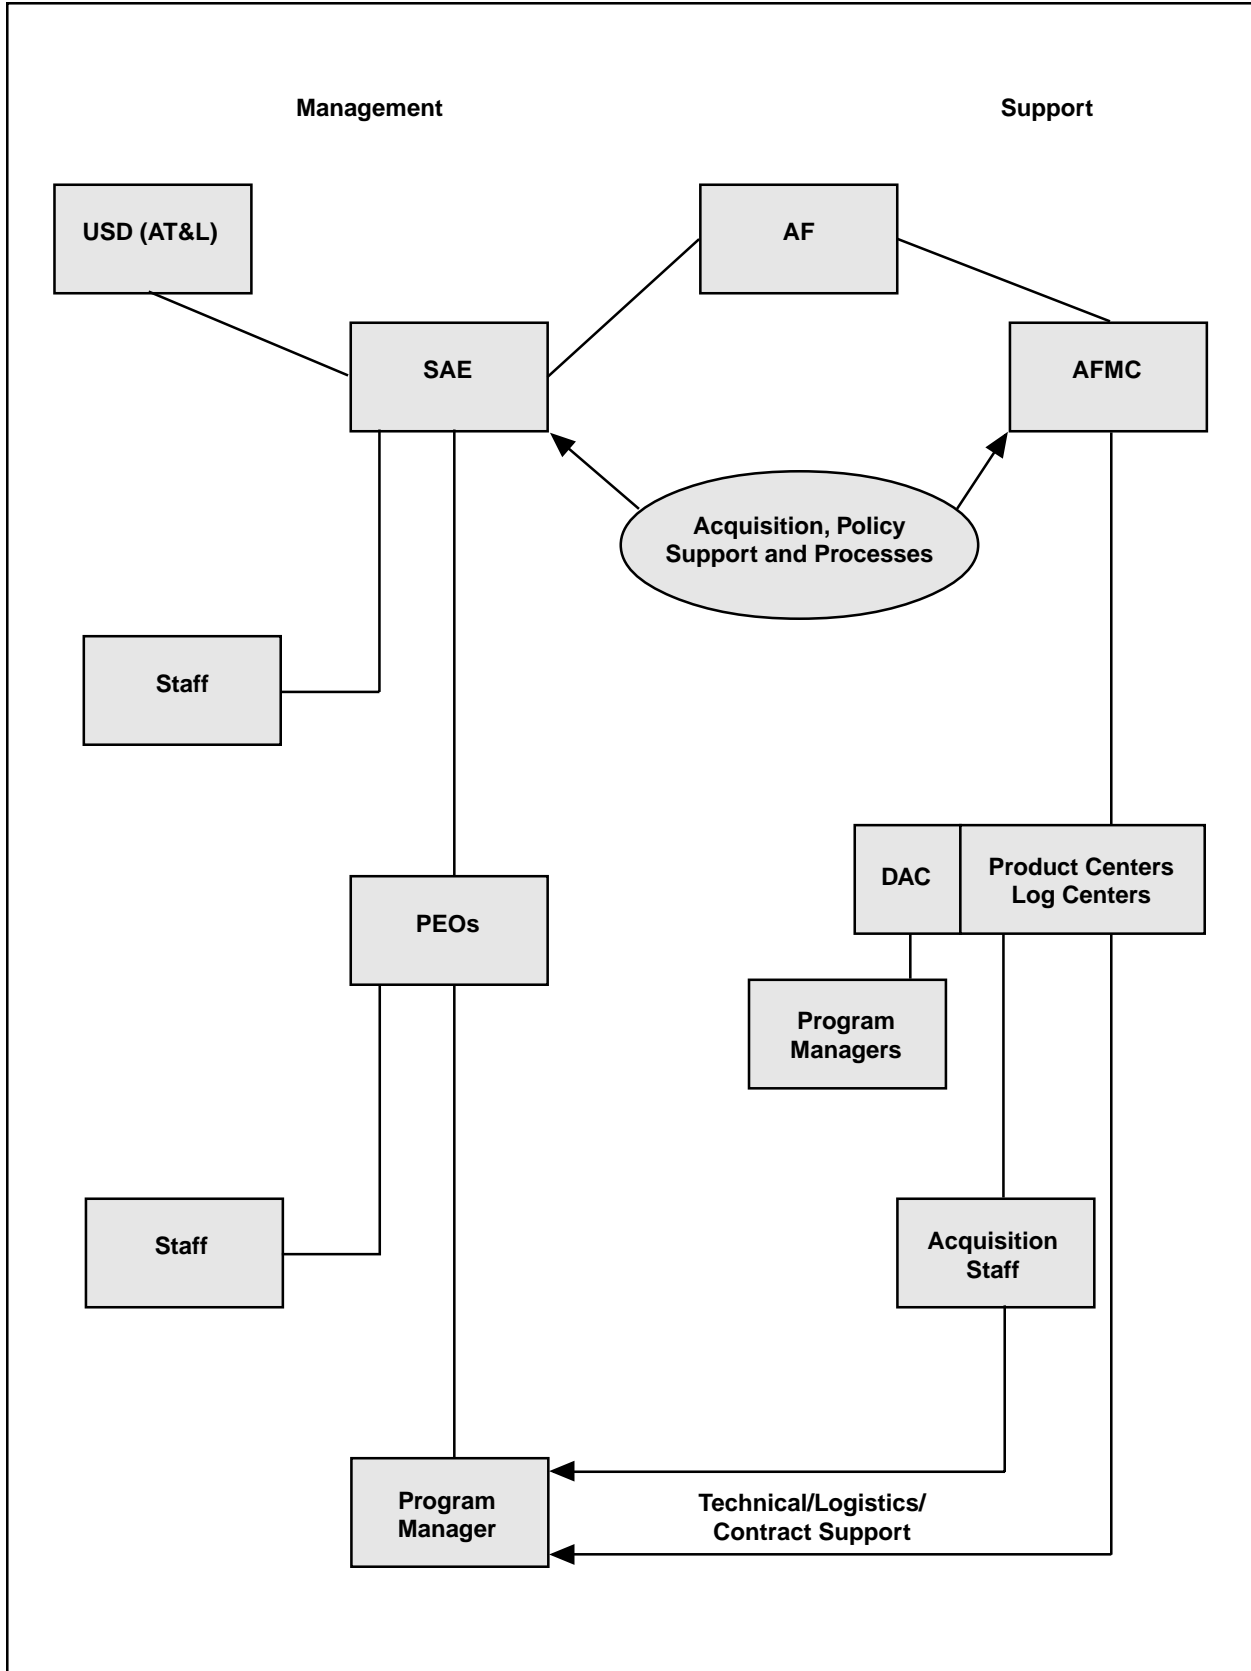 Management
Support
USD (AT&L)
AF
SAE
AFMC
Acquisition, Policy
Support and Processes
Staff
DAC
Product Centers
Log Centers
PEOs
Program
Managers
Staff
Acquisition
Staff
Program
Manager
Technical/Logistics/
Contract Support